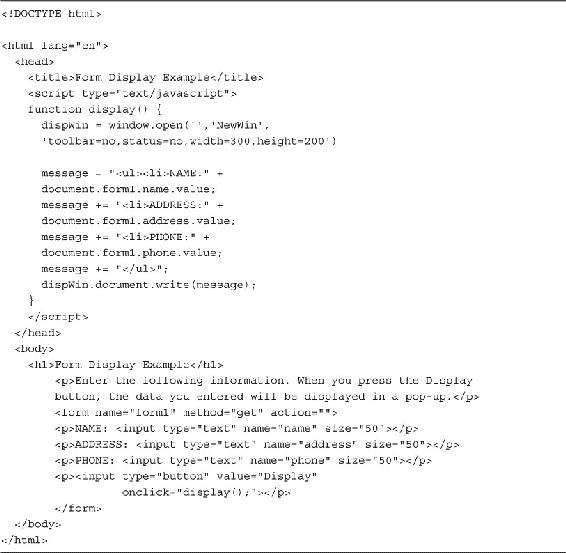 <!DOCTYPE html>
<html lang="en">
<head>
<title>Form Display Example</title>
<script type="text/javascript">
function display() {
dispWin = window.open('','NewWin',
'toolbar=no,status=no,width=300,height=200')
message = "<ul><li>NAME:" +
document.form1.name.value;
message += "<li>ADDRESS:" +
document.form1.address.value;
message += "<li>PHONE:" +
document.form1.phone.value;
message += "</ul>";
dispWin.document.write(message);
}
</script>
</head>
<body>
<h1>Form Display Example</h1>
<p>Enter the following information. When you press the Display
button, the data you entered will be displayed in a pop-up.</p>
<form name="form1" method="get" action="">
<p>NAME: <input type="text" name="name" size="50"></p>
<p>ADDRESS: <input type="text" name="address" size="50"></p>
<p>PHONE: <input type="text" name="phone" size="50"></p>
<p><input type="button" value="Display"
onclick="display();"></p>
</form>
</body>
</html>